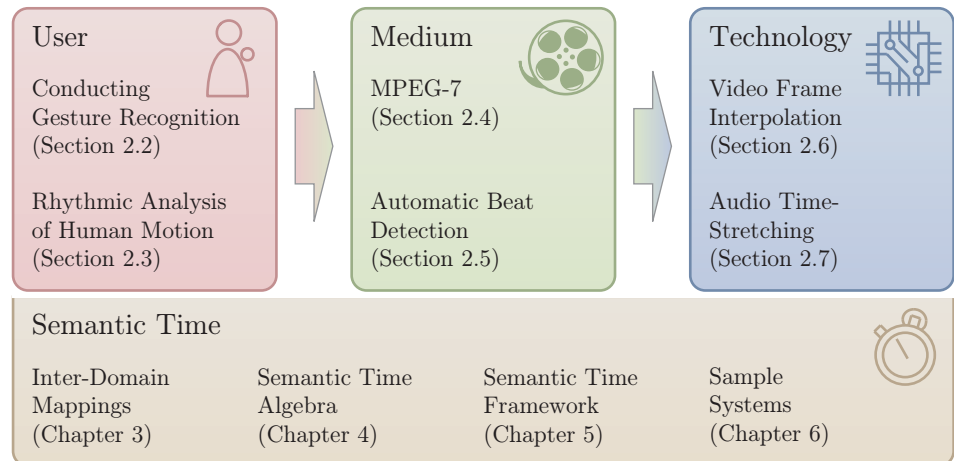 User
Conducting
Gesture Recognition
(Section 2.2)
Rhythmic Analysis
of Human Motion
(Section 2.3)
Medium
MPEG-7
(Section 2.4)
Automatic Beat
Detection
(Section 2.5)
Technology
Video Frame
Interpolation
(Section 2.6)
Audio Time-
Stretching
(Section 2.7)
Semantic Time
Inter-Domain
Mappings
(Chapter 3)
Semantic Time
Algebra
(Chapter 4)
Semantic Time
Framework
(Chapter 5)
Sample
Systems
(Chapter 6)